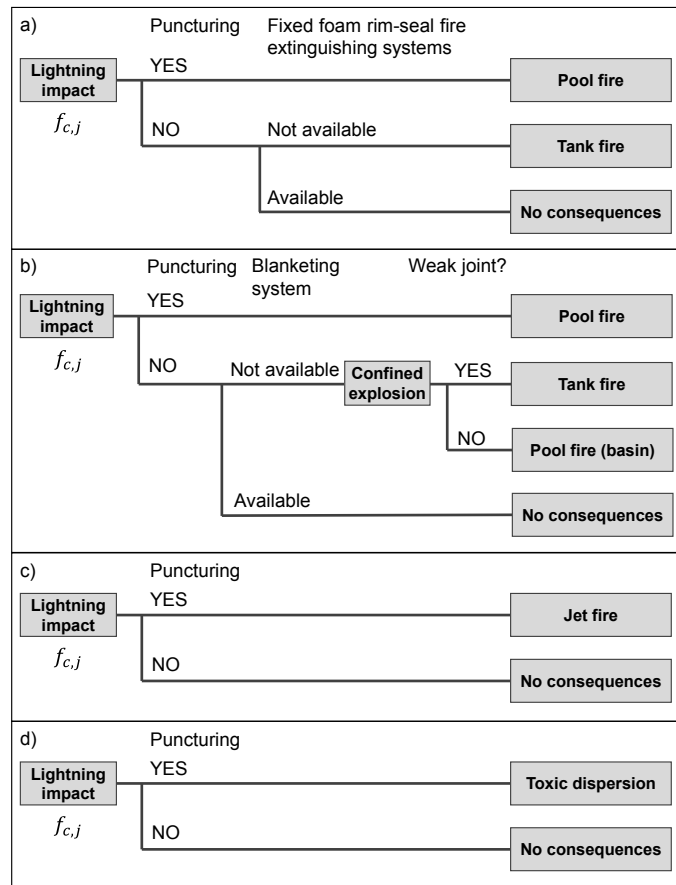 a)
Puncturing
Fixed foam rim-seal fire
extinguishing systems
YES
Lightning
impact
Pool fire
f_{c,j}
NO
Not available
Tank fire
Available
No consequences
b)
Puncturing
Blanketing
system
Weak joint?
YES
Lightning
impact
Pool fire
f_{c,j}
NO
Not available
Confined
explosion
YES
Tank fire
NO
Pool fire (basin)
Available
No consequences
c)
Puncturing
YES
Lightning
impact
Jet fire
f_{c,j}
NO
No consequences
d)
Puncturing
YES
Lightning
impact
Toxic dispersion
f_{c,j}
NO
No consequences